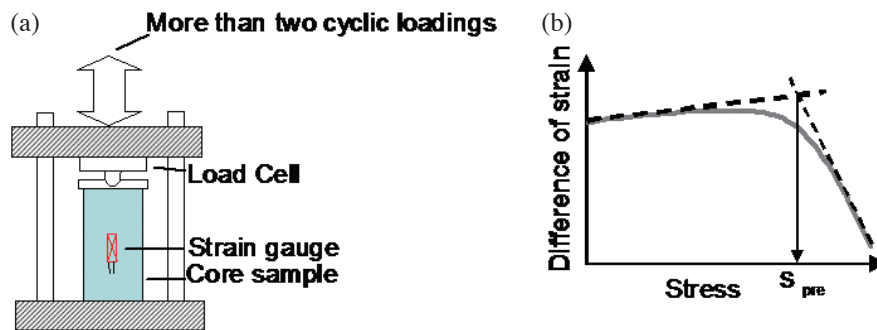 (a)
More than two cyclic loadings
Load Cell
Strain gauge
Core sample
(b)
Difference of strain
Stress
S pre